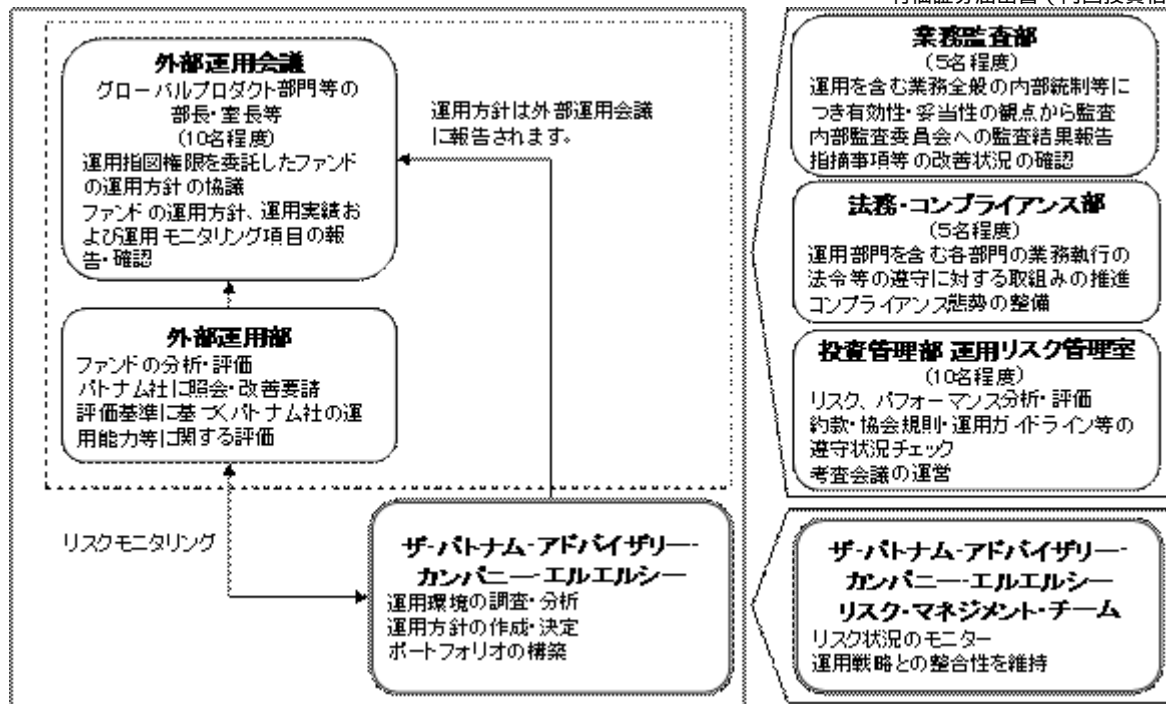 有価証券届出書（内国投資信
外部運用会議
グローバルプロダクト部門等の
部長・室長等
(10名程度)
運用指図権限を委託したファンド
の運用方針の協議
ファンドの運用方針、運用実績お
よび運用モニタリング項目の報
告・確認
運用方針は外部運用会議
に報告されます。
外部運用部
ファンドの分析・評価
パトナム社に照会・改善要請
評価基準に基づくパトナム社の運
用能力等に関する評価
リスクモニタリング
ザ・パトナム・アドバイザリー・
カンパニー・エルエルシー
運用環境の調査・分析
運用方針の作成・決定
ポートフォリオの構築
業務監査部
(5名程度)
運用を含む業務全般の内部統制等に
つき有効性・妥当性の観点から監査
内部監査委員会への監査結果報告
指摘事項等の改善状況の確認
法務・コンプライアンス部
(5名程度)
運用部門を含む各部門の業務執行の
法令等の遵守に対する取組みの推進
コンプライアンス態勢の整備
投資管理部 運用リスク管理室
(10名程度)
リスク、パフォーマンス分析・評価
約款・協会規則・運用ガイドライン等の
遵守状況チェック
考査会議の運営
ザ・パトナム・アドバイザリー・
カンパニー・エルエルシー
リスク・マネジメント・チーム
リスク状況のモニター
運用戦略との整合性を維持